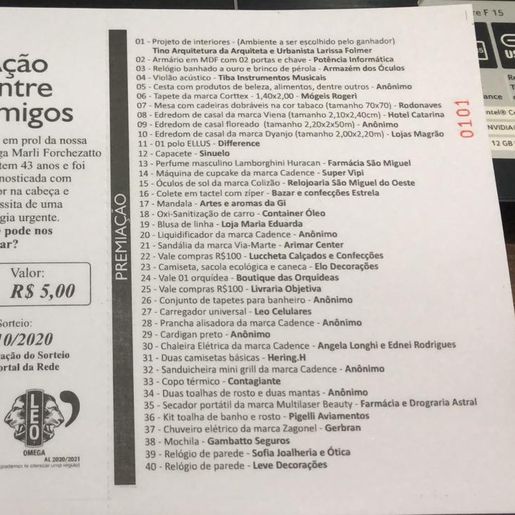 Ação
entre
amigos
em prol da nossa
ga Marli Forchezatto
tem 43 anos e foi
nosticada com
or na cabeça e
ssita de uma
gia urgente.
e pode nos
ar?
Valor:
R$ 5,00
Sorteio:
10/2020
ação do Sorteio
ortal da Rede
LEO
OMEGA
AL 2020/2021
PREMIAÇÃO
01 - Projeto de interiores - (Ambiente a ser escolhido pelo ganhador)
Tino Arquitetura da Arquiteta e Urbanista Larissa Folmer
02 - Armário em MDF com 02 portas e chave - Potência Informática
03 - Relógio banhado a ouro e brinco de pérola - Armazém dos Óculos
04 - Violão acústico - Tiba Instrumentos Musicais
05 - Cesta com produtos de beleza, alimentos, dentre outros - Anônimo
06 - Tapete da marca Corttex - 1,40x2,00 - Mógeis Rogeri
07 - Mesa com cadeiras dobráveis na cor tabaco (tamanho 70x70) - Rodonaves
08 - Edredom de casal da marca Viena (tamanho 2,10x2,40cm) - Hotel Catarina
09 - Edredom de casal floreado (tamanho 2,20x2x50m) - Anônimo
10 - Edredom de casal da marca Dyanjo (tamanho 2,00x2,20m) - Lojas Magrão
11 - 01 polo ELLUS - Difference
12 - Capacete - Sinuelo
13 - Perfume masculino Lamborghini Huracan - Farmácia São Miguel
14 - Máquina de cupcake da marca Cadence - Super Vipi
15 - Óculos de sol da marca Colizão - Relojoaria São Miguel do Oeste
16 - Colete em tactel com zíper - Bazar e confecções Estrela
17 - Mandala - Artes e aromas da Gi
18 - Oxi-Sanitização de carro - Container Óleo
19 - Blusa de linha - Loja Maria Eduarda
20 - Liquidificador da marca Cadence - Anônimo
21 - Sandália da marca Via-Marte - Arimar Center
22 - Vale compras R$100 - Luccheta Calçados e Confecções
23 - Camiseta, sacola ecológica e caneca - Elo Decorações
24 - Vale 01 orquídea - Boutique das Orquídeas
25 - Vale compras R$100 - Livraria Objetiva
26 - Conjunto de tapetes para banheiro - Anônimo
27 - Carregador universal - Leo Celulares
28 - Prancha alisadora da marca Cadence - Anônimo
29 - Cardigan preto - Anônimo
30 - Chaleira Elétrica da marca Cadence - Angela Longhi e Ednei Rodrigues
31 - Duas camisetas básicas - Hering.H
32 - Sanduicheira mini grill da marca Cadence - Anônimo
33 - Copo térmico - Contagiante
34 - Duas toalhas de rosto e duas mantas - Anônimo
35 - Secador portátil da marca Multilaser Beauty - Farmácia e Drograria Astral
36 - Kit toalha de banho e rosto - Pigelli Aviamentos
37 - Chuveiro elétrico da marca Zagonel - Gerbran
38 - Mochila - Gambatto Seguros
39 - Relógio de parede - Sofia Joalheria e Ótica
40 - Relógio de parede - Leve Decorações
0101
re F 15
Intel® Co
NVIDIA
12 GB